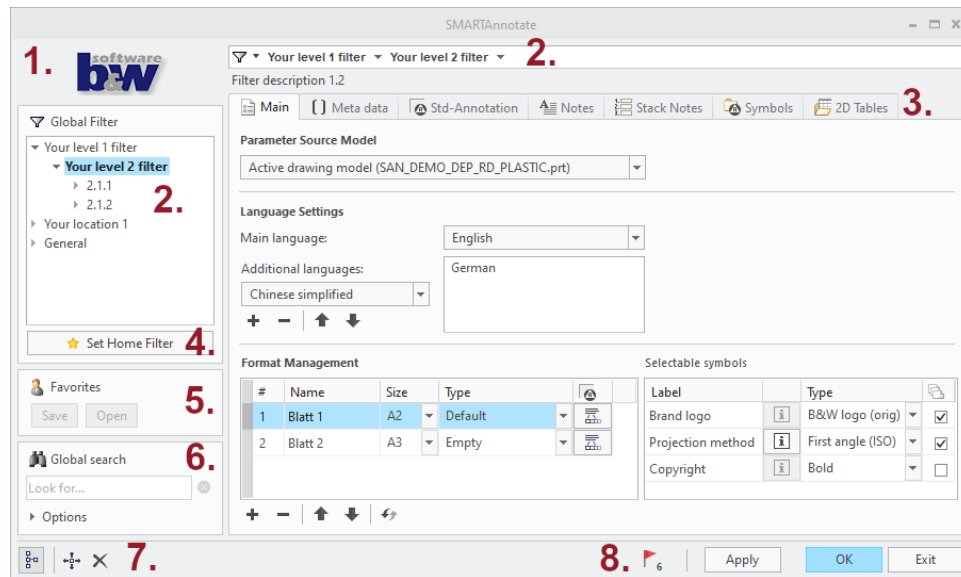 SMARTAnnotate
1.
software
b&w
Your level 1 filter Your level 2 filter 2.
Filter description 1.2
Main Meta data Std-Annotation Notes Stack Notes Symbols 2D Tables 3.
Global Filter
Your level 1 filter
Your level 2 filter
2.1.1
2.1.2
2.
Your location 1
General
Set Home Filter 4.
Favorites
Save Open
5.
Global search
6.
Look for...
Options
Parameter Source Model
Active drawing model (SAN_DEMO_DEP_RD_PLASTIC.prt)
Language Settings
Main language: English
Additional languages: German
Chinese simplified
Format Management
# Name Size Type
1 Blatt 1 A2 Default
2 Blatt 2 A3 Empty
Selectable symbols
Label Type
Brand logo i B&W logo (orig)
Projection method i First angle (ISO)
Copyright i Bold
7.
8. 6 Apply OK Exit